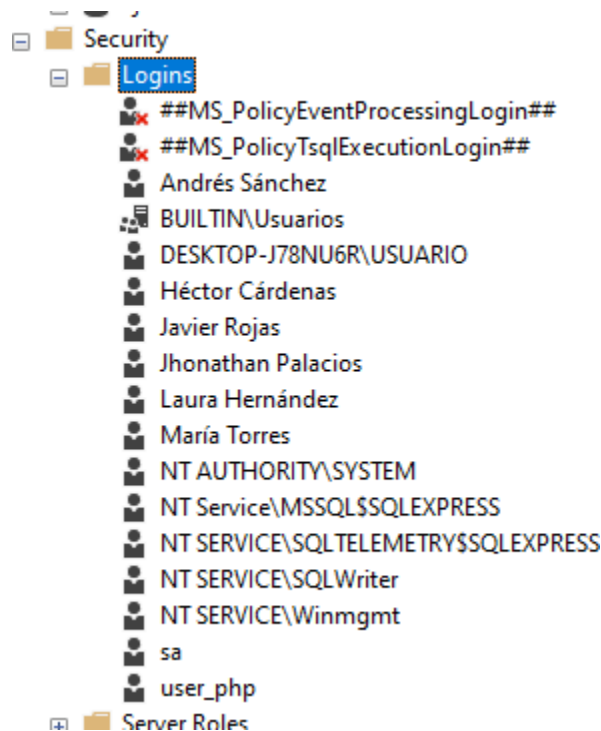 Security
Logins
##MS_PolicyEventProcessingLogin##
##MS_PolicyTsqlExecutionLogin##
Andrés Sánchez
BUILTIN\Usuarios
DESKTOP-J78NU6R\USUARIO
Héctor Cárdenas
Javier Rojas
Jhonathan Palacios
Laura Hernández
María Torres
NT AUTHORITY\SYSTEM
NT Service\MSSQL$SQLEXPRESS
NT SERVICE\SQLTELEMETRY$SQLEXPRESS
NT SERVICE\SQLWriter
NT SERVICE\Winmgmt
sa
user_php
Server Roles